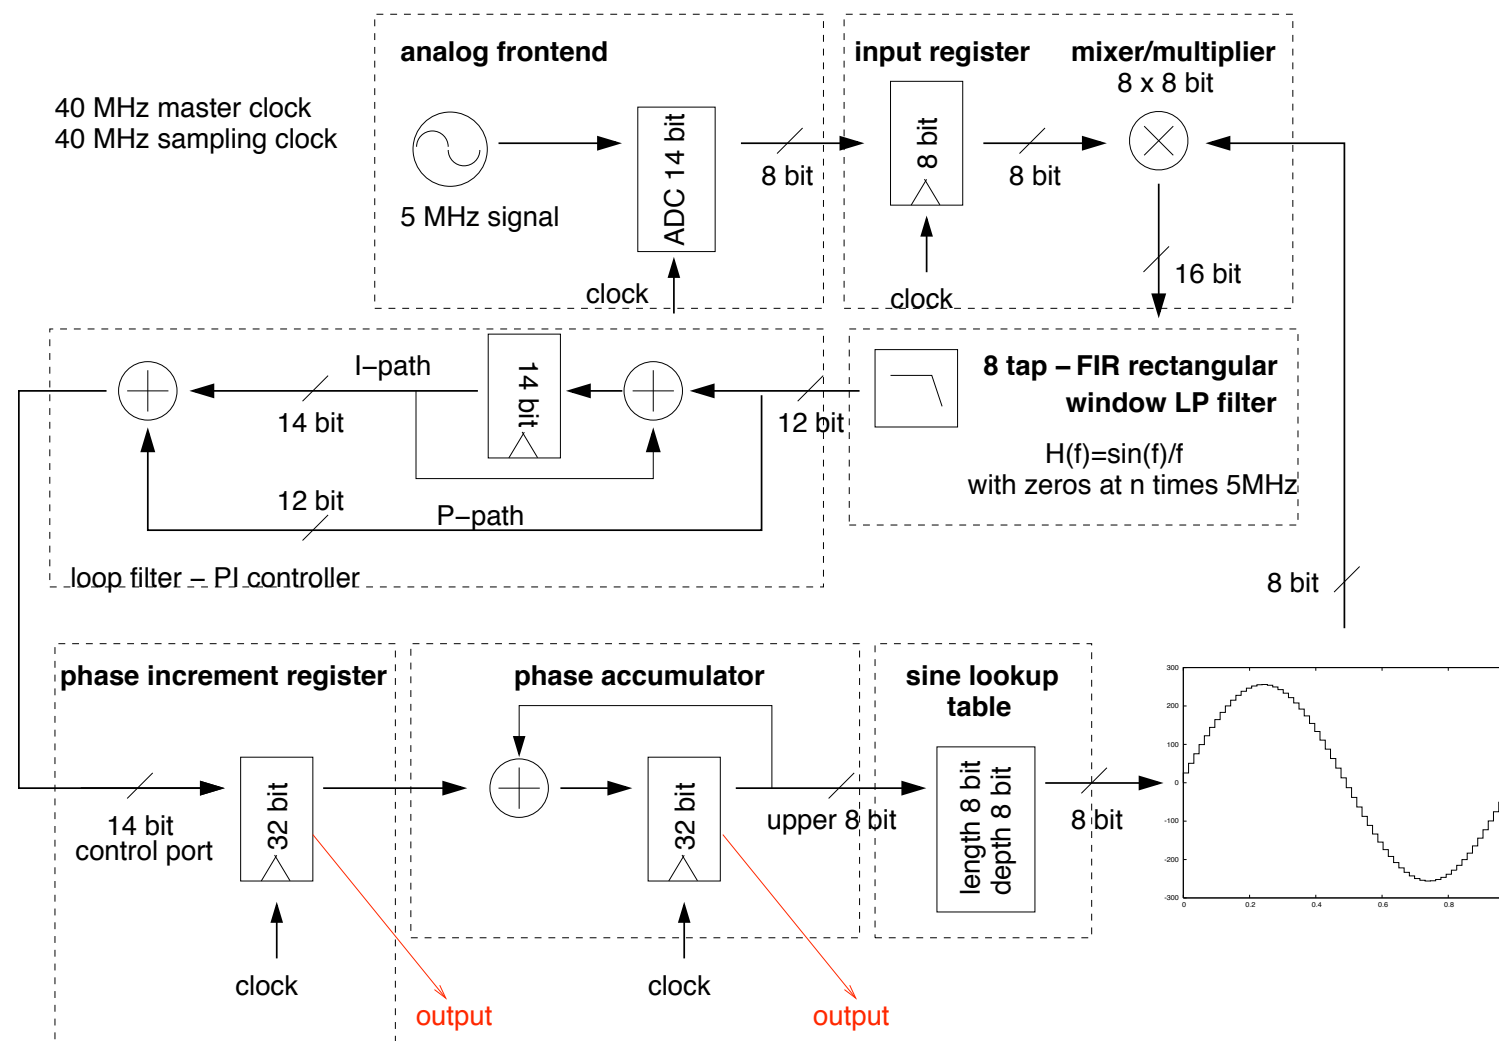 40 MHz master clock
40 MHz sampling clock
analog frontend
5 MHz signal
ADC 14 bit
clock
8 bit
input register
8 bit
clock
8 bit
mixer/multiplier
8 x 8 bit
16 bit
8 tap – FIR rectangular
window LP filter
H(f)=sin(f)/f
with zeros at n times 5MHz
12 bit
14 bit
I–path
14 bit
12 bit
P–path
loop filter – PI controller
8 bit
phase increment register
14 bit
control port
32 bit
clock
output
phase accumulator
32 bit
clock
output
upper 8 bit
sine lookup
table
length 8 bit
depth 8 bit
8 bit
300
200
100
0
-100
-200
-300
0
0.2
0.4
0.6
0.8